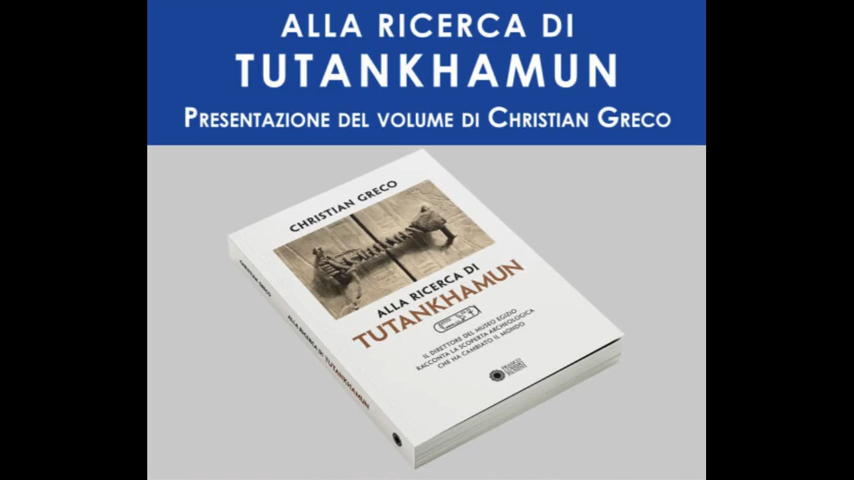 ALLA RICERCA DI
TUTANKHAMUN
PRESENTAZIONE DEL VOLUME DI CHRISTIAN GRECO
CHRISTIAN GRECO
ALLA RICERCA DI
TUTANKHAMUN
IL DIRETTORE DEL MUSEO EGIZIO
RACCONTA LA SCOPERTA ARCHEOLOGICA
CHE HA CAMBIATO IL MONDO
CHRISTIAN GRECO
ALLA RICERCA DI TUTANKHAMUN